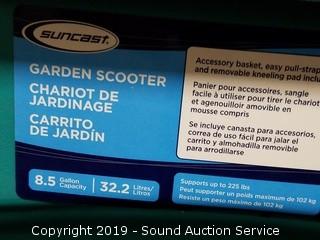 SUNCAST
GARDEN SCOOTER
CHARIOT DE
JARDINAGE
CARRITO
DE JARDÍN
8.5 Gallon Capacity | 32.2 Litres/ Litros
Accessory basket, easy pull-strap
and removable kneeling pad inclu
Panier pour accessoires, sangle
facile à utiliser pour tirer le chariot
et agenouilloir amovible en
mousse compris
Se incluye canasta para accesorios,
correa de uso fácil para jalar el
carrito y almohadilla removible
para arrodillarse
Supports up to 225 lbs
Peut supporter un poids maximum de 102 kg
Resiste un peso máximo de 102 kg
Copyright 2019 - Sound Auction Service